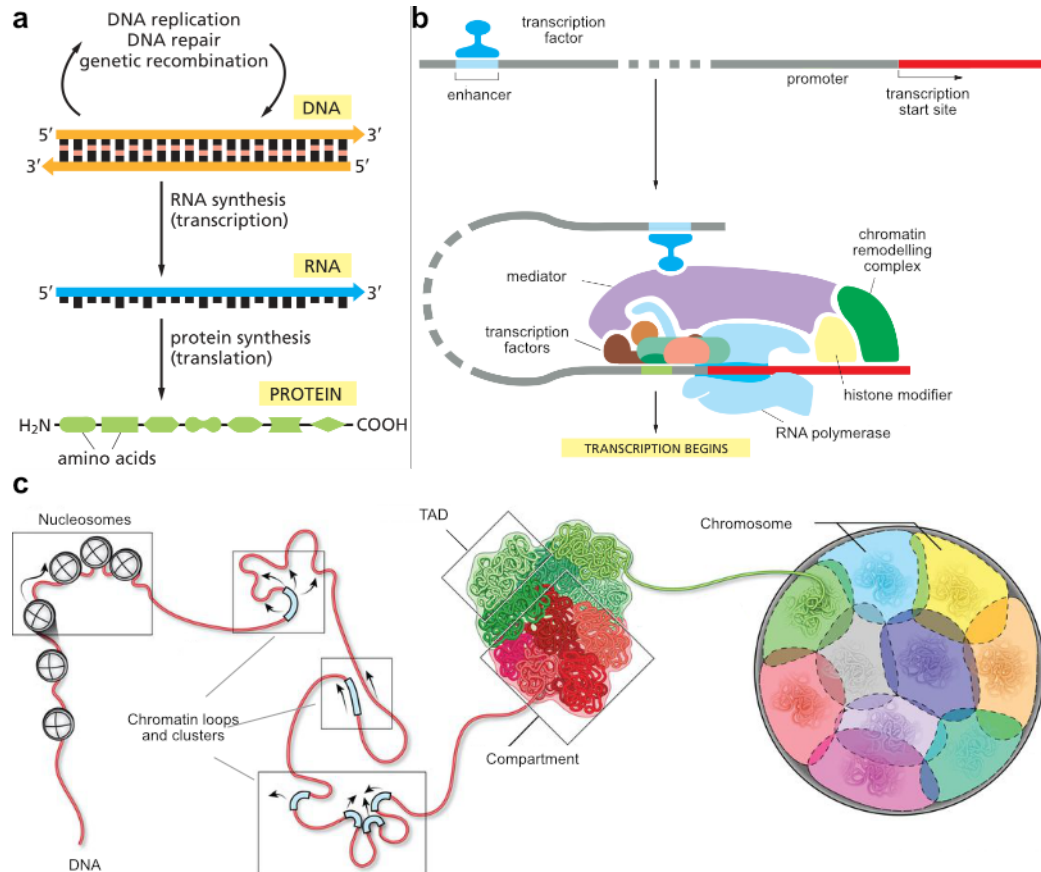 a
DNA replication
DNA repair
genetic recombination
DNA
5′ 3′
3′ 5′
RNA synthesis
(transcription)
RNA
5′ 3′
protein synthesis
(translation)
PROTEIN
H₂N COOH
amino acids
b
transcription
factor
enhancer
promoter
transcription
start site
chromatin
remodelling
complex
mediator
transcription
factors
histone modifier
RNA polymerase
TRANSCRIPTION BEGINS
c
Nucleosomes
TAD
Chromosome
Chromatin loops
and clusters
Compartment
DNA